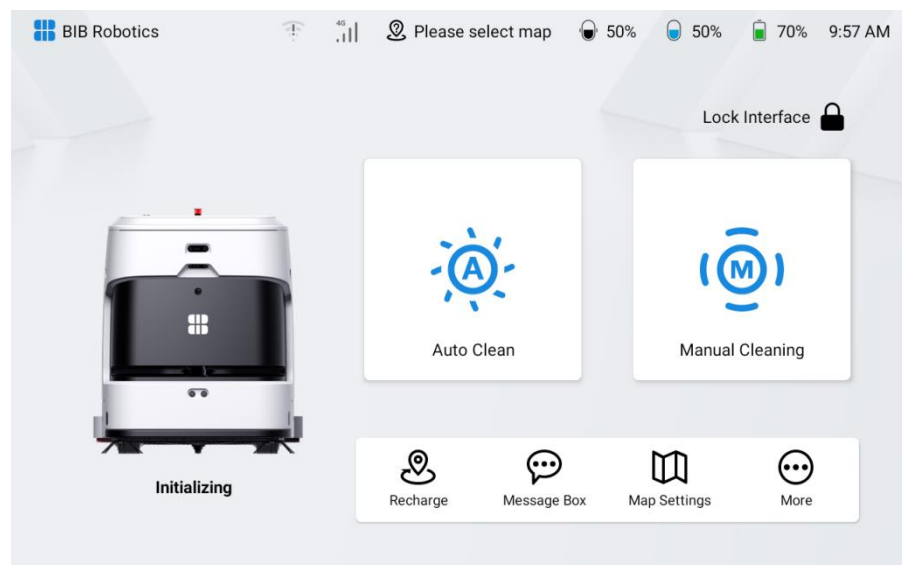 BIB Robotics
4G
Please select map
50%
50%
70%
9:57 AM
Lock Interface
A
M
Auto Clean
Manual Cleaning
Initializing
Recharge
Message Box
Map Settings
More